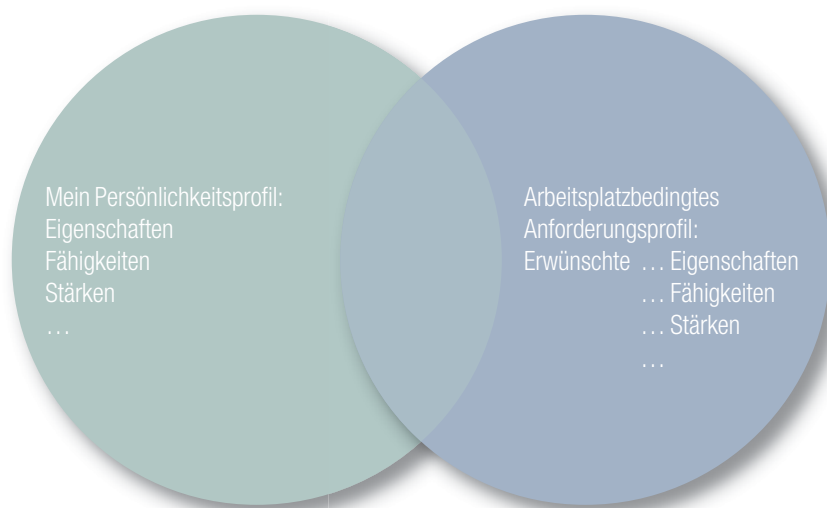 Mein Persönlichkeitsprofil:
Eigenschaften
Fähigkeiten
Stärken
…
Arbeitsplatzbedingtes
Anforderungsprofil:
Erwünschte … Eigenschaften
… Fähigkeiten
… Stärken
…